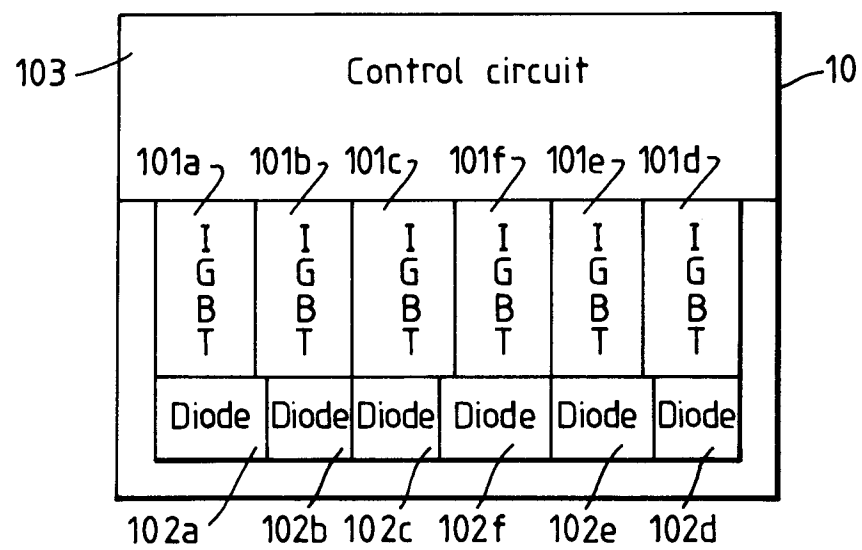 103 Control circuit 10
101a 101b 101c 101f 101e 101d
IGBT IGBT IGBT IGBT IGBT IGBT
Diode Diode Diode Diode Diode Diode
102a 102b 102c 102f 102e 102d